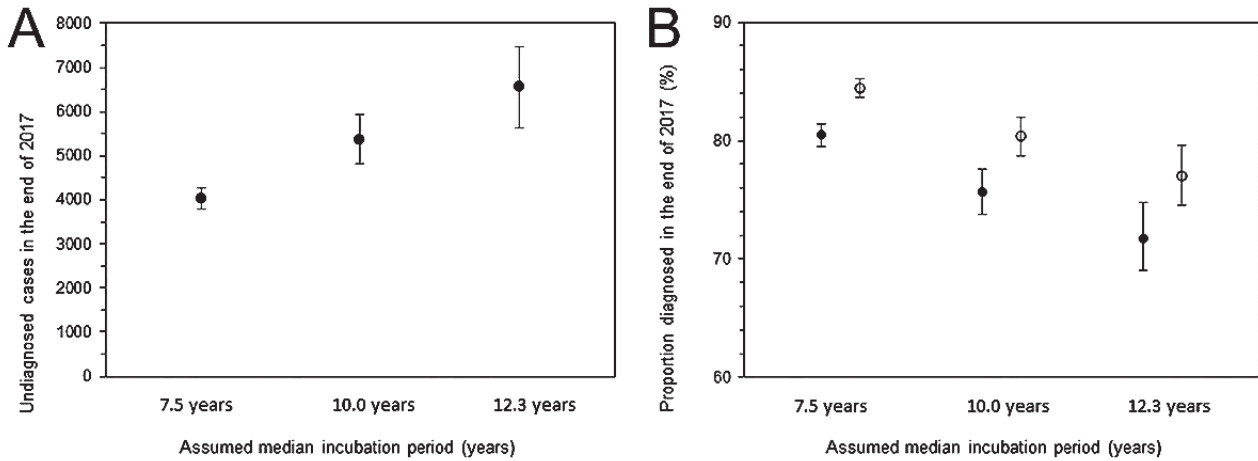 A
Undiagnosed cases in the end of 2017
8000
7000
6000
5000
4000
3000
2000
1000
0
7.5 years
10.0 years
12.3 years
Assumed median incubation period (years)
B
Proportion diagnosed in the end of 2017 (%)
90
80
70
60
7.5 years
10.0 years
12.3 years
Assumed median incubation period (years)